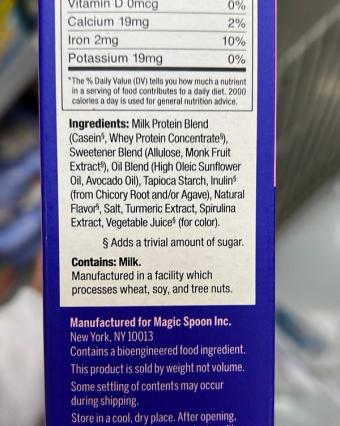 Vitamin D 0mcg 0%
Calcium 19mg 2%
Iron 2mg 10%
Potassium 19mg 0%
*The % Daily Value (DV) tells you how much a nutrient
in a serving of food contributes to a daily diet. 2000
calories a day is used for general nutrition advice.
Ingredients: Milk Protein Blend
(Casein§, Whey Protein Concentrate§),
Sweetener Blend (Allulose, Monk Fruit
Extract§), Oil Blend (High Oleic Sunflower
Oil, Avocado Oil), Tapioca Starch, Inulin§
(from Chicory Root and/or Agave), Natural
Flavor§, Salt, Turmeric Extract, Spirulina
Extract, Vegetable Juice§ (for color).
§ Adds a trivial amount of sugar.
Contains: Milk.
Manufactured in a facility which
processes wheat, soy, and tree nuts.
Manufactured for Magic Spoon Inc.
New York, NY 10013
Contains a bioengineered food ingredient.
This product is sold by weight not volume.
Some settling of contents may occur
during shipping.
Store in a cool, dry place. After opening,